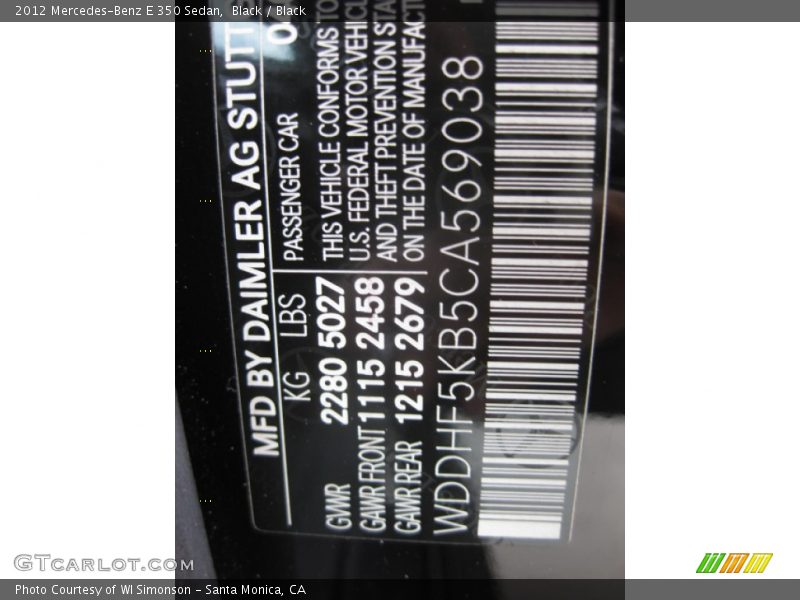 2012 Mercedes-Benz E 350 Sedan,  Black / Black
MFD BY DAIMLER AG STUTT
KG LBS
GVWR 2280 5027
GAWR FRONT 1115 2458
GAWR REAR 1215 2679
PASSENGER CAR
THIS VEHICLE CONFORMS TO
U.S. FEDERAL MOTOR VEHICL
AND THEFT PREVENTION STA
ON THE DATE OF MANUFACT
WDDHF5KB5CA569038
GTcarlot.com
Photo Courtesy of WI Simonson - Santa Monica, CA